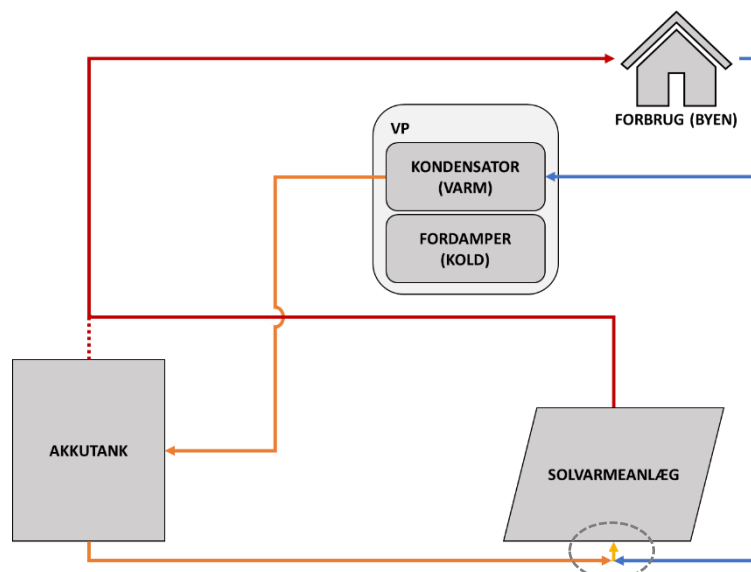 FORBRUG (BYEN)
VP
KONDENSATOR
(VARM)
FORDAMPER
(KOLD)
AKKUTANK
SOLVARMEANLÆG